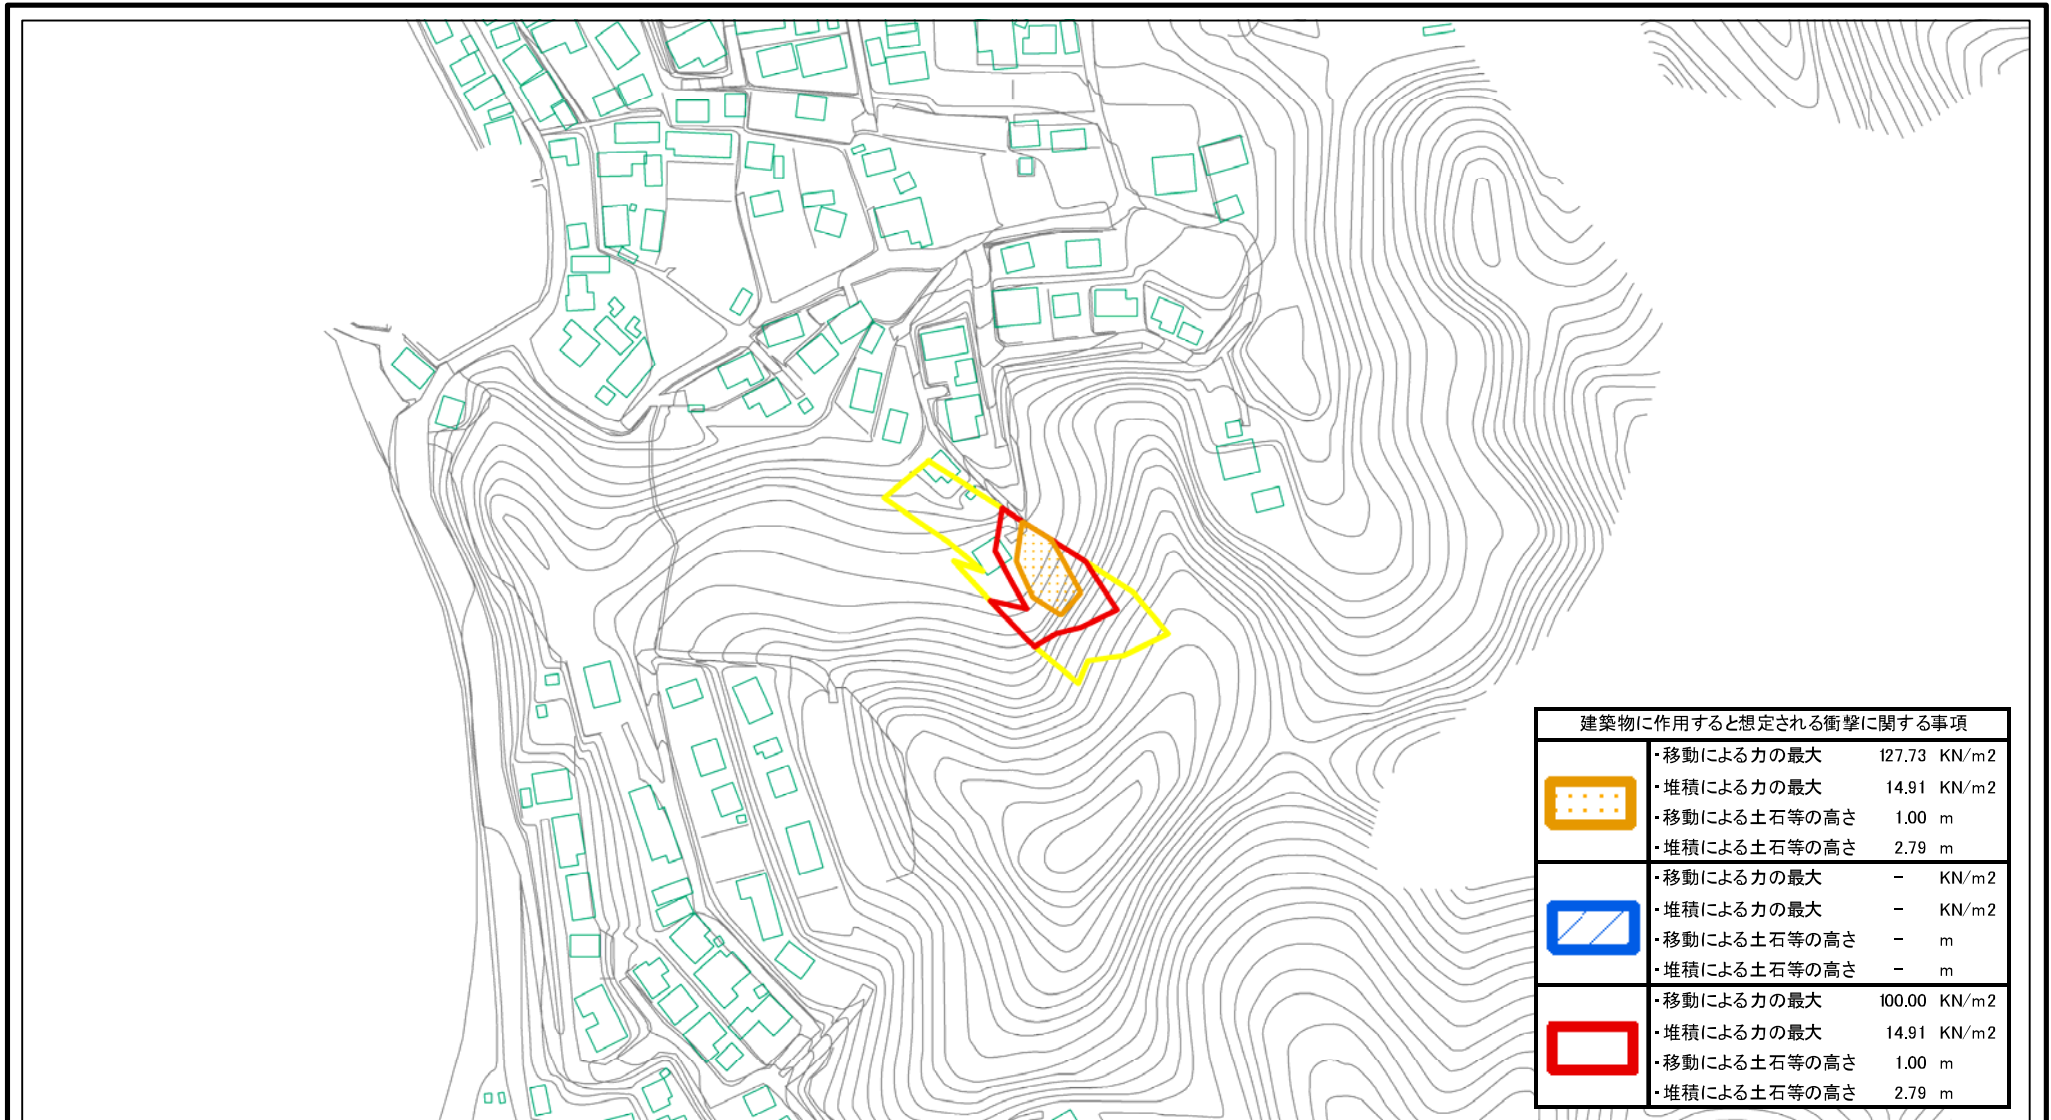 建築物に作用すると想定される衝撃に関する事項
・移動による力の最大 127.73 KN/m2
・堆積による力の最大 14.91 KN/m2
・移動による土石等の高さ 1.00 m
・堆積による土石等の高さ 2.79 m
・移動による力の最大 - KN/m2
・堆積による力の最大 - KN/m2
・移動による土石等の高さ - m
・堆積による土石等の高さ - m
・移動による力の最大 100.00 KN/m2
・堆積による力の最大 14.91 KN/m2
・移動による土石等の高さ 1.00 m
・堆積による土石等の高さ 2.79 m